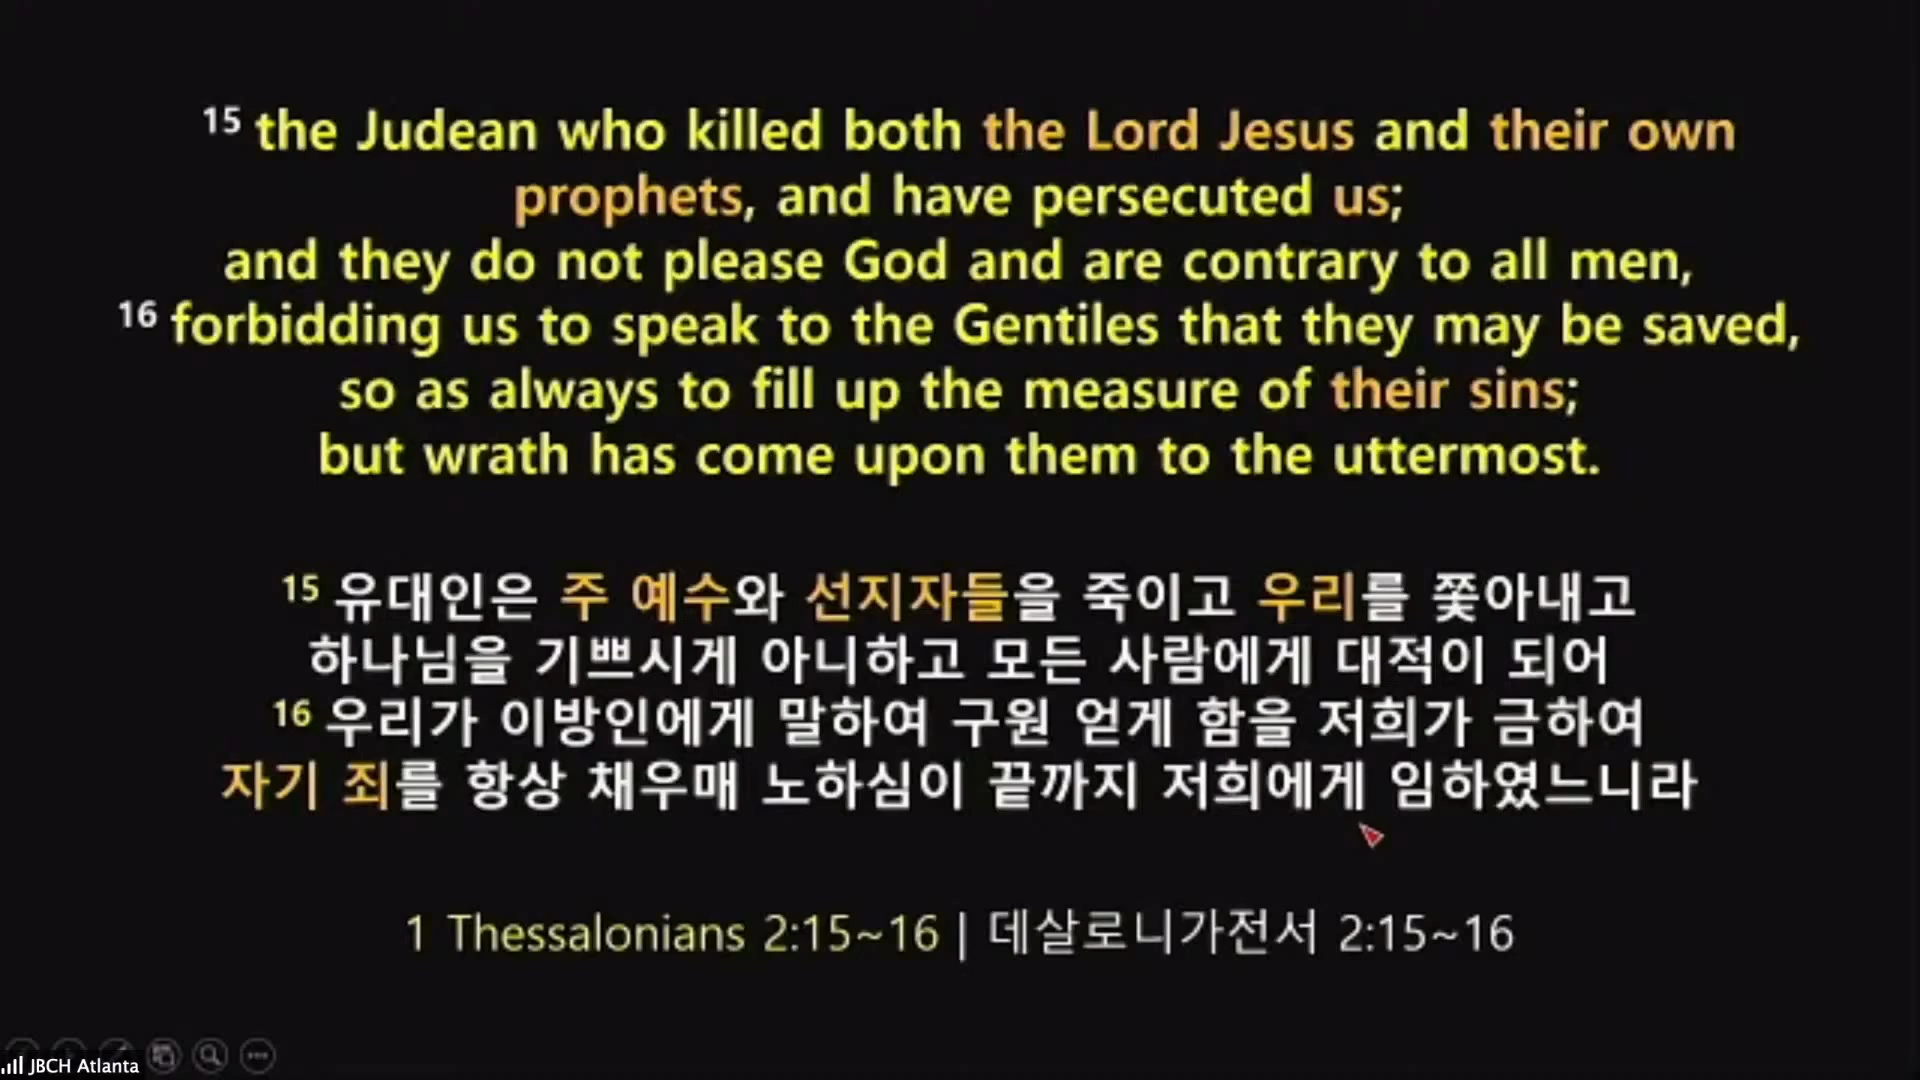 15 the Judean who killed both the Lord Jesus and their own
prophets, and have persecuted us;
and they do not please God and are contrary to all men,
16 forbidding us to speak to the Gentiles that they may be saved,
so as always to fill up the measure of their sins;
but wrath has come upon them to the uttermost.
15 유대인은 주 예수와 선지자들을 죽이고 우리를 쫓아내고
하나님을 기쁘시게 아니하고 모든 사람에게 대적이 되어
16 우리가 이방인에게 말하여 구원 얻게 함을 저희가 금하여
자기 죄를 항상 채우매 노하심이 끝까지 저희에게 임하였느니라
1 Thessalonians 2:15~16 | 데살로니가전서 2:15~16
JBCH Atlanta